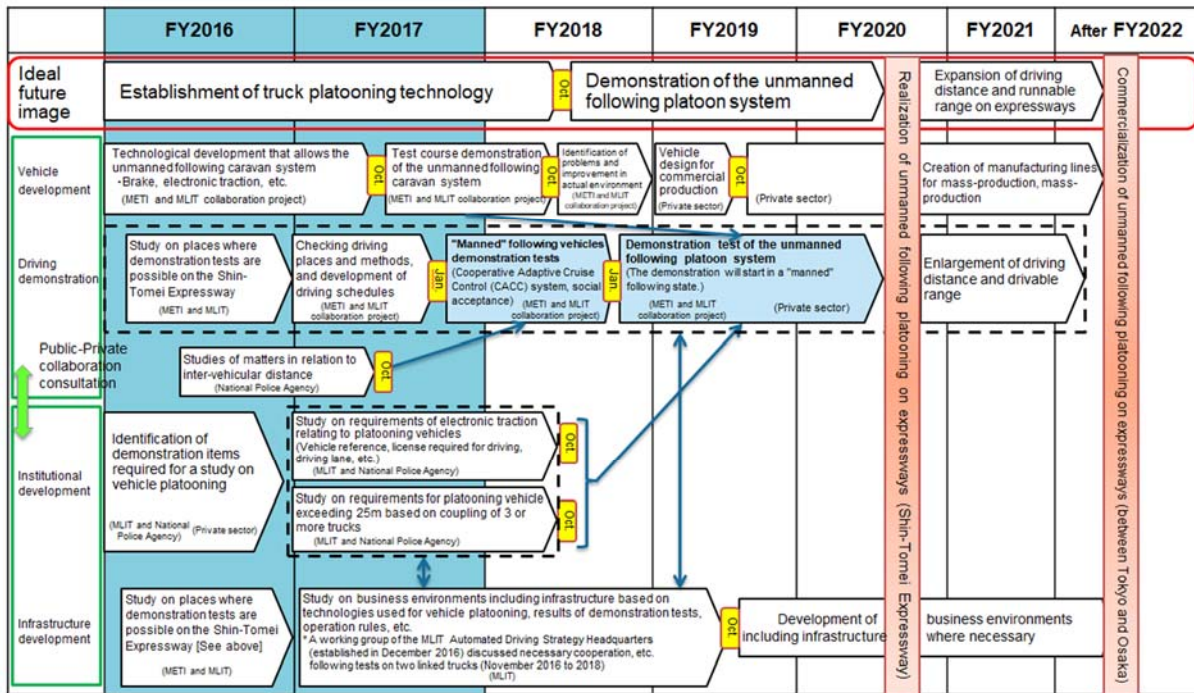 FY2016
FY2017
FY2018
FY2019
FY2020
FY2021
After FY2022
Ideal
future
image
Establishment of truck platooning technology
Oct.
Demonstration of the unmanned
following platoon system
Expansion of driving
distance and runnable
range on expressways
Realization of unmanned following platooning on expressways (Shin-Tomei Expressway)
Commercialization of unmanned following platooning on expressways (between Tokyo and Osaka)
Vehicle
development
Technological development that allows the
unmanned following caravan system
-Brake, electronic traction, etc.
(METI and MLIT collaboration project)
Oct.
Test course demonstration
of the unmanned following
caravan system
(METI and MLIT collaboration project)
Oct.
Identification of
problems and
improvement in
actual environment
(METI and MLIT
collaboration project)
Vehicle
design for
commercial
production
(Private sector)
Oct.
(Private sector)
Creation of manufacturing lines
for mass-production, mass-
production
Driving
demonstration
Study on places where
demonstration tests are
possible on the Shin-
Tomei Expressway
(METI and MLIT)
Checking driving
places and methods,
and development of
driving schedules
(METI and MLIT
collaboration project)
Jan.
"Manned" following vehicles
demonstration tests
(Cooperative Adaptive Cruise
Control (CACC) system, social
acceptance)
(METI and MLIT
collaboration project)
Jan.
Demonstration test of the unmanned
following platoon system
(The demonstration will start in a "manned"
following state.)
(METI and MLIT
collaboration project)
(Private sector)
Enlargement of driving
distance and drivable
range
Public-Private
collaboration
consultation
Studies of matters in relation to
inter-vehicular distance
(National Police Agency)
Oct.
Institutional
development
Identification of
demonstration items
required for a study on
vehicle platooning
(MLIT and National
Police Agency)
(Private sector)
Study on requirements of electronic traction
relating to platooning vehicles
(Vehicle reference, license required for driving,
driving lane, etc.)
(MLIT and National Police Agency)
Oct.
Study on requirements for platooning vehicle
exceeding 25m based on coupling of 3 or
more trucks
(MLIT and National Police Agency)
Oct.
Infrastructure
development
Study on places where
demonstration tests are
possible on the Shin-Tomei
Expressway [See above]
(METI and MLIT)
Study on business environments including infrastructure based on
technologies used for vehicle platooning, results of demonstration tests,
operation rules, etc.
* A working group of the MLIT Automated Driving Strategy Headquarters
(established in December 2016) discussed necessary cooperation, etc.
following tests on two linked trucks (November 2016 to 2018)
(MLIT)
Oct.
Development of business environments
including infrastructure where necessary